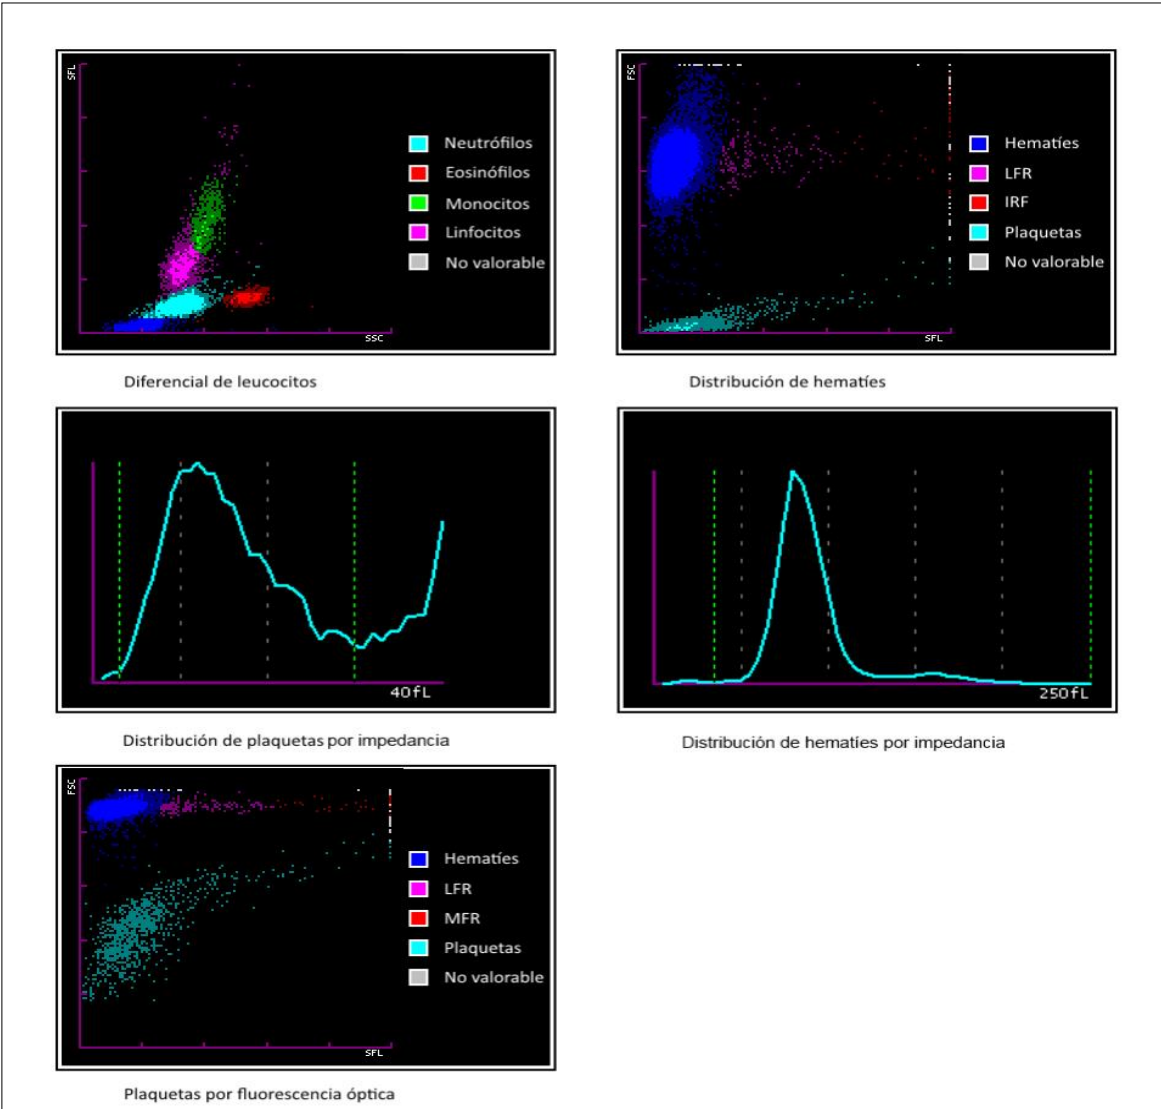 SFL
Neutrófilos
Eosinófilos
Monocitos
Linfocitos
No valorable
SSC
Diferencial de leucocitos
FSC
Hematíes
LFR
IRF
Plaquetas
No valorable
SFL
Distribución de hematíes
40fL
Distribución de plaquetas por impedancia
250fL
Distribución de hematíes por impedancia
FSC
Hematíes
LFR
MFR
Plaquetas
No valorable
SFL
Plaquetas por fluorescencia óptica